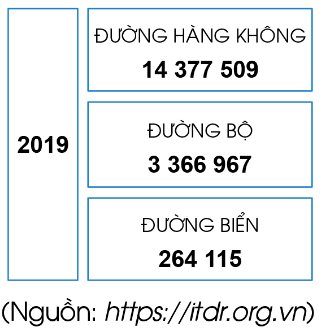 2019
ĐƯỜNG HÀNG KHÔNG
14 377 509
ĐƯỜNG BỘ
3 366 967
ĐƯỜNG BIỂN
264 115
(Nguồn: https://itdr.org.vn)